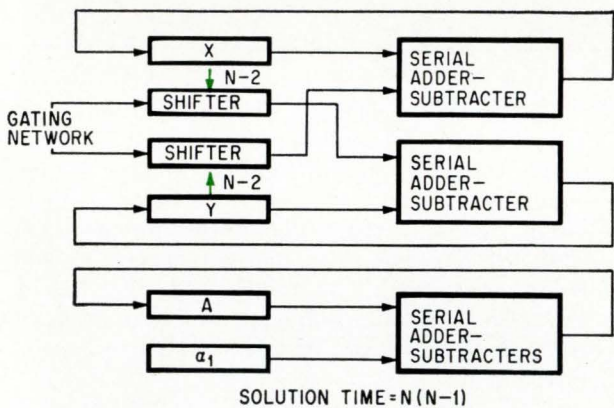 X
N-2
SHIFTER
GATING
NETWORK
SHIFTER
N-2
Y
SERIAL
ADDER-
SUBTRACTER
SERIAL
ADDER-
SUBTRACTER
A
α1
SERIAL
ADDER-
SUBTRACTERS
SOLUTION TIME=N(N-1)